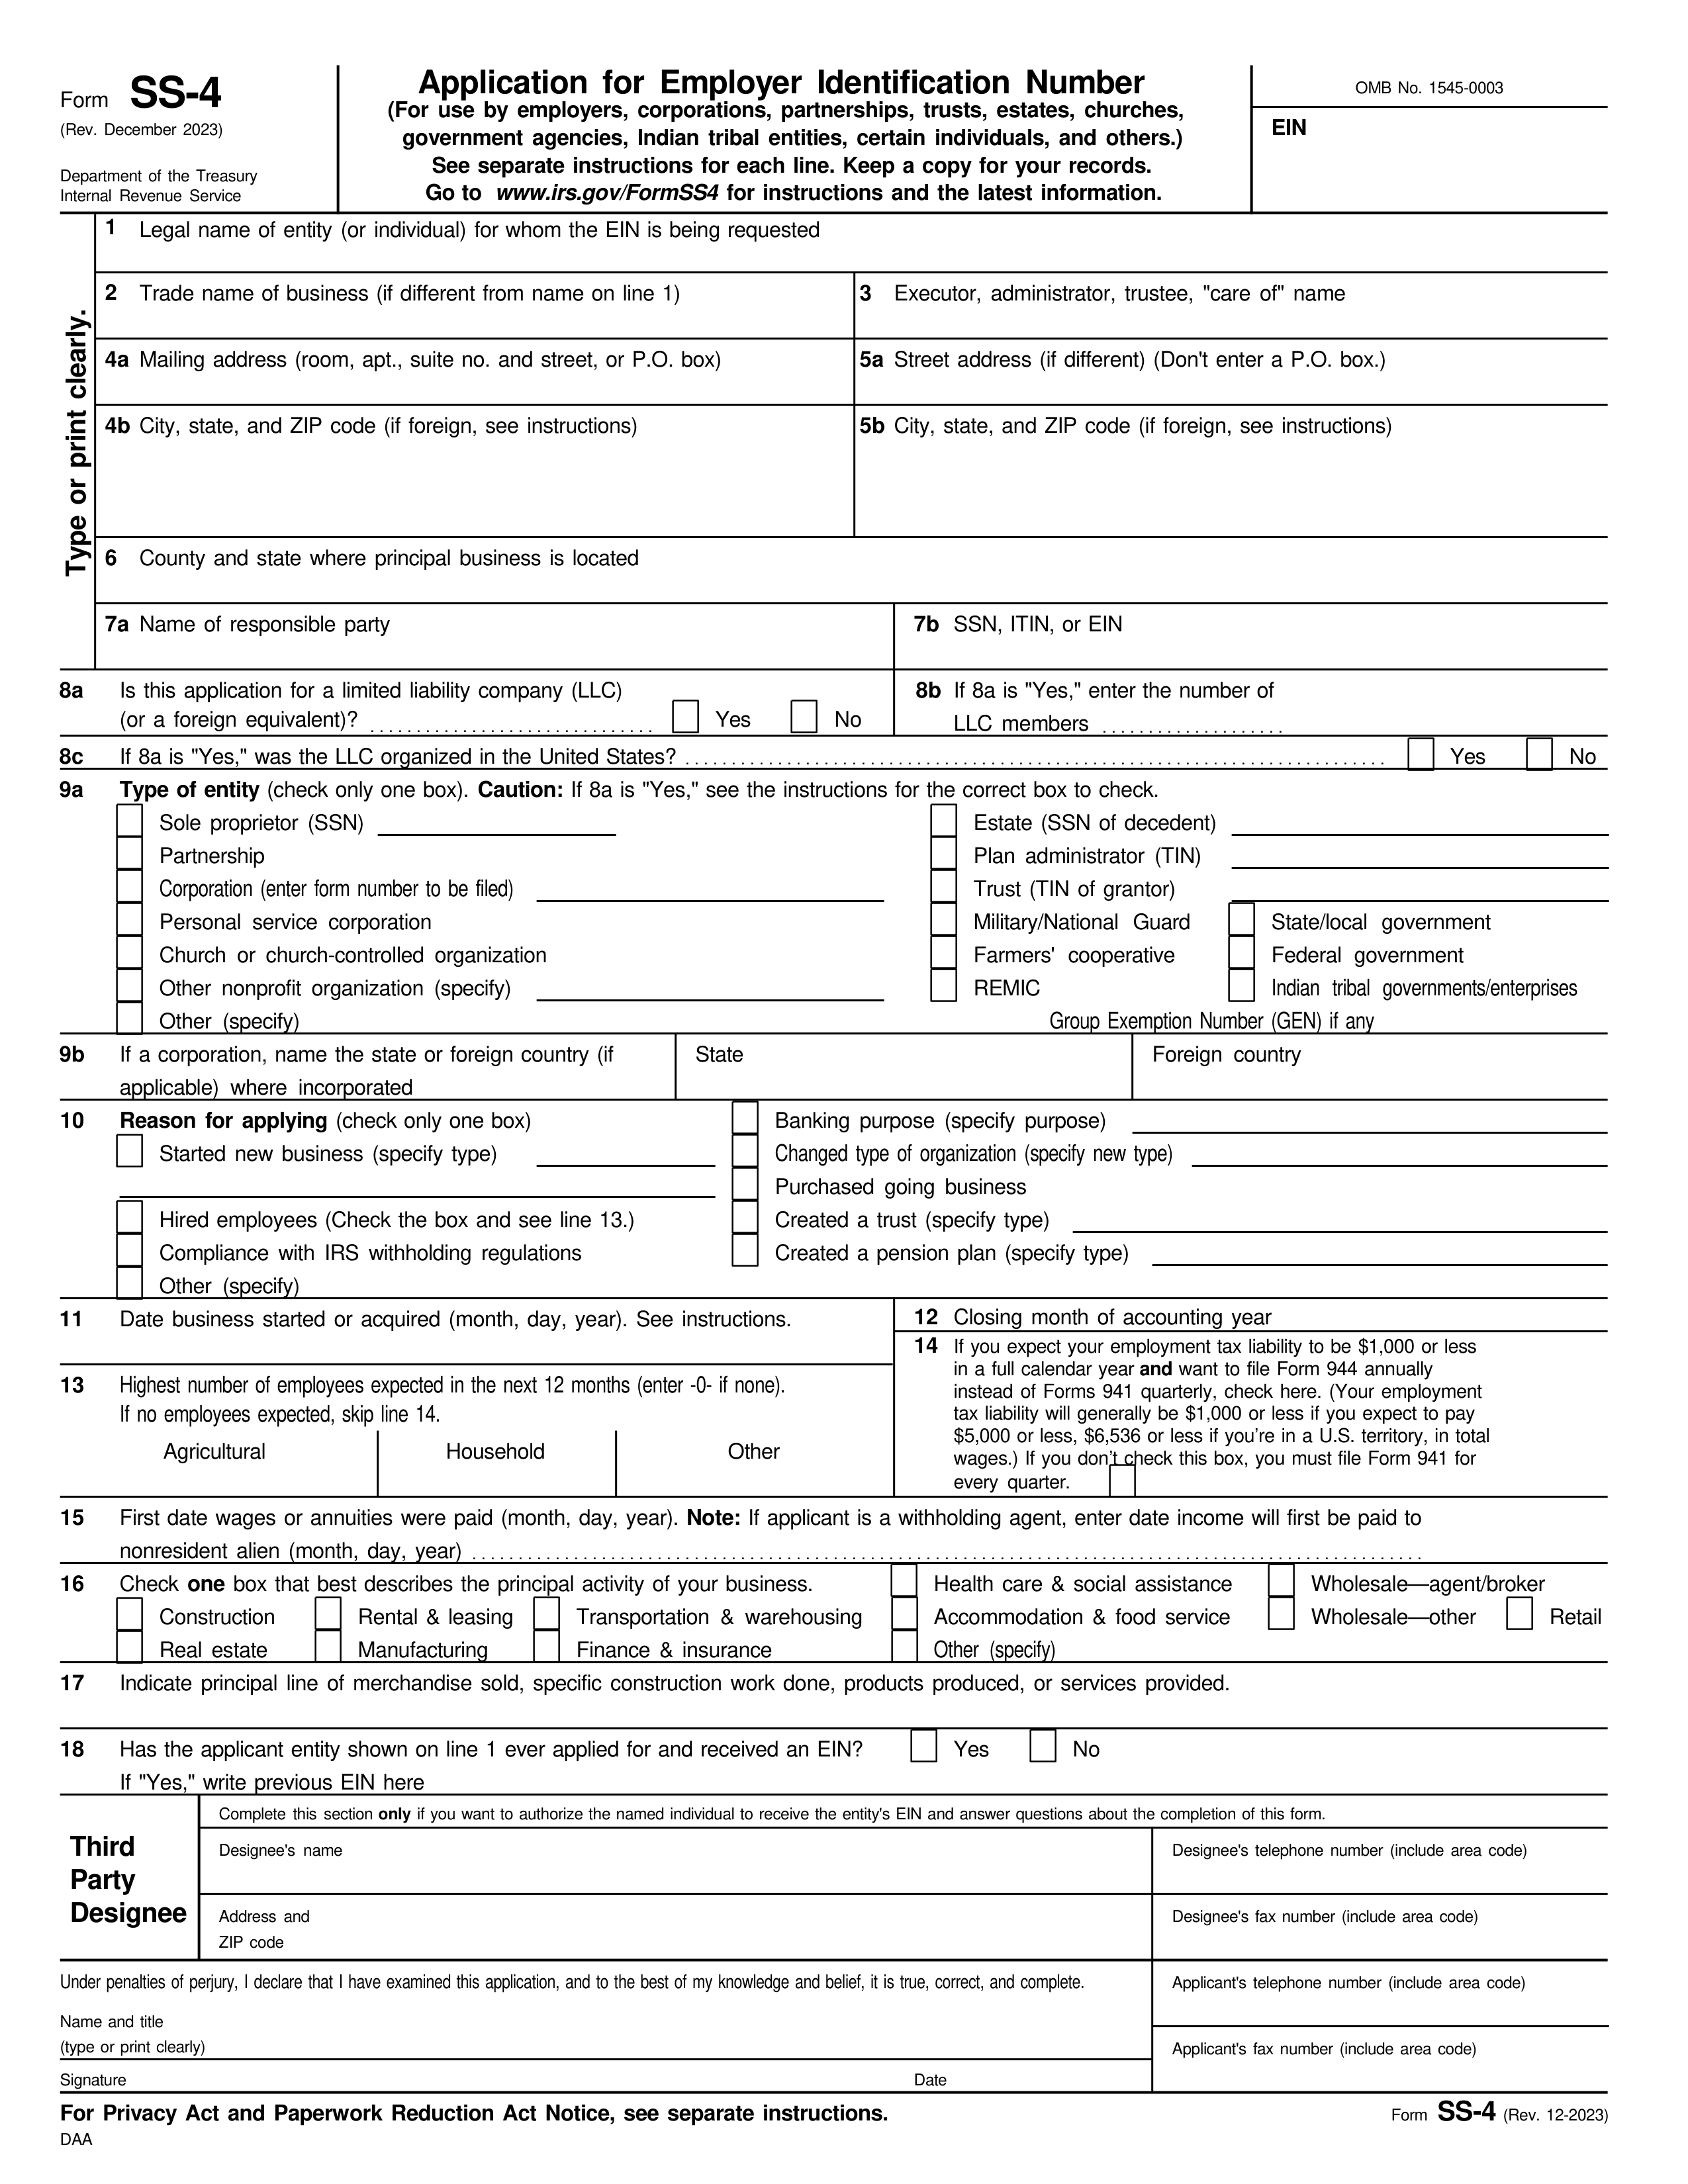 Form SS-4
(Rev. December 2023)
Department of the Treasury
Internal Revenue Service
Application for Employer Identification Number
(For use by employers, corporations, partnerships, trusts, estates, churches,
government agencies, Indian tribal entities, certain individuals, and others.)
See separate instructions for each line. Keep a copy for your records.
Go to www.irs.gov/FormSS4 for instructions and the latest information.
OMB No. 1545-0003
EIN
Type or print clearly.
1 Legal name of entity (or individual) for whom the EIN is being requested
2 Trade name of business (if different from name on line 1)
3 Executor, administrator, trustee, "care of" name
4a Mailing address (room, apt., suite no. and street, or P.O. box)
5a Street address (if different) (Don't enter a P.O. box.)
4b City, state, and ZIP code (if foreign, see instructions)
5b City, state, and ZIP code (if foreign, see instructions)
6 County and state where principal business is located
7a Name of responsible party
7b SSN, ITIN, or EIN
8a Is this application for a limited liability company (LLC)
(or a foreign equivalent)? Yes No
8b If 8a is "Yes," enter the number of
LLC members
8c If 8a is "Yes," was the LLC organized in the United States? Yes No
9a Type of entity (check only one box). Caution: If 8a is "Yes," see the instructions for the correct box to check.
Sole proprietor (SSN)
Estate (SSN of decedent)
Partnership
Plan administrator (TIN)
Corporation (enter form number to be filed)
Trust (TIN of grantor)
Personal service corporation
Military/National Guard
State/local government
Church or church-controlled organization
Farmers' cooperative
Federal government
Other nonprofit organization (specify)
REMIC
Indian tribal governments/enterprises
Other (specify)
Group Exemption Number (GEN) if any
9b If a corporation, name the state or foreign country (if
applicable) where incorporated
State
Foreign country
10 Reason for applying (check only one box)
Banking purpose (specify purpose)
Started new business (specify type)
Changed type of organization (specify new type)
Purchased going business
Hired employees (Check the box and see line 13.)
Created a trust (specify type)
Compliance with IRS withholding regulations
Created a pension plan (specify type)
Other (specify)
11 Date business started or acquired (month, day, year). See instructions.
12 Closing month of accounting year
13 Highest number of employees expected in the next 12 months (enter -0- if none).
If no employees expected, skip line 14.
Agricultural
Household
Other
14 If you expect your employment tax liability to be $1,000 or less
in a full calendar year and want to file Form 944 annually
instead of Forms 941 quarterly, check here. (Your employment
tax liability will generally be $1,000 or less if you expect to pay
$5,000 or less, $6,536 or less if you're in a U.S. territory, in total
wages.) If you don't check this box, you must file Form 941 for
every quarter.
15 First date wages or annuities were paid (month, day, year). Note: If applicant is a withholding agent, enter date income will first be paid to
nonresident alien (month, day, year)
16 Check one box that best describes the principal activity of your business.
Health care & social assistance
Wholesale—agent/broker
Construction
Rental & leasing
Transportation & warehousing
Accommodation & food service
Wholesale—other
Retail
Real estate
Manufacturing
Finance & insurance
Other (specify)
17 Indicate principal line of merchandise sold, specific construction work done, products produced, or services provided.
18 Has the applicant entity shown on line 1 ever applied for and received an EIN? Yes No
If "Yes," write previous EIN here
Third
Party
Designee
Complete this section only if you want to authorize the named individual to receive the entity's EIN and answer questions about the completion of this form.
Designee's name
Designee's telephone number (include area code)
Address and
ZIP code
Designee's fax number (include area code)
Under penalties of perjury, I declare that I have examined this application, and to the best of my knowledge and belief, it is true, correct, and complete.
Applicant's telephone number (include area code)
Name and title
(type or print clearly)
Applicant's fax number (include area code)
Signature
Date
For Privacy Act and Paperwork Reduction Act Notice, see separate instructions.
Form SS-4 (Rev. 12-2023)
DAA